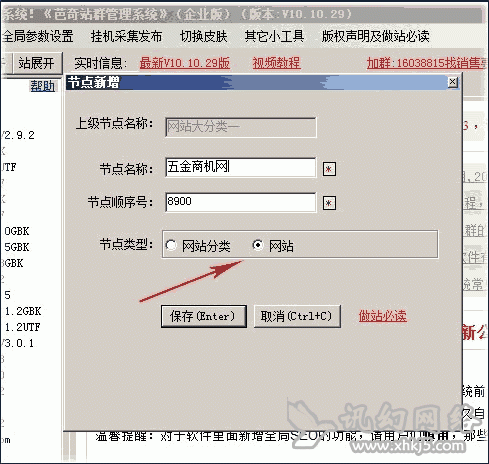 系统!《芭奇站群管理系统》（企业版）（版本:V10.10.29）
全局参数设置 挂机采集发布 切换皮肤 其它小工具 版权声明及做站必读
站展开 实时信息: 最新V10.10.29版 视频教程 加群:16038815找销售
帮助
节点新增
上级节点名称: 网站大分类一
/2.9.2
节点名称: 五金商机网 *
UTF
节点顺序号: 8900 *
0GBK
节点类型: 网站分类 网站
5GBK
8GBK
5
1.2GBK
保存(Enter) 取消(Ctrl+C) 做站必读
1.2UTF
/3.0.1
讯幻网络
温馨提醒: 对于软件里面新增全局SEO的功能，请用户们慎用，那些
www.xhkj5.com